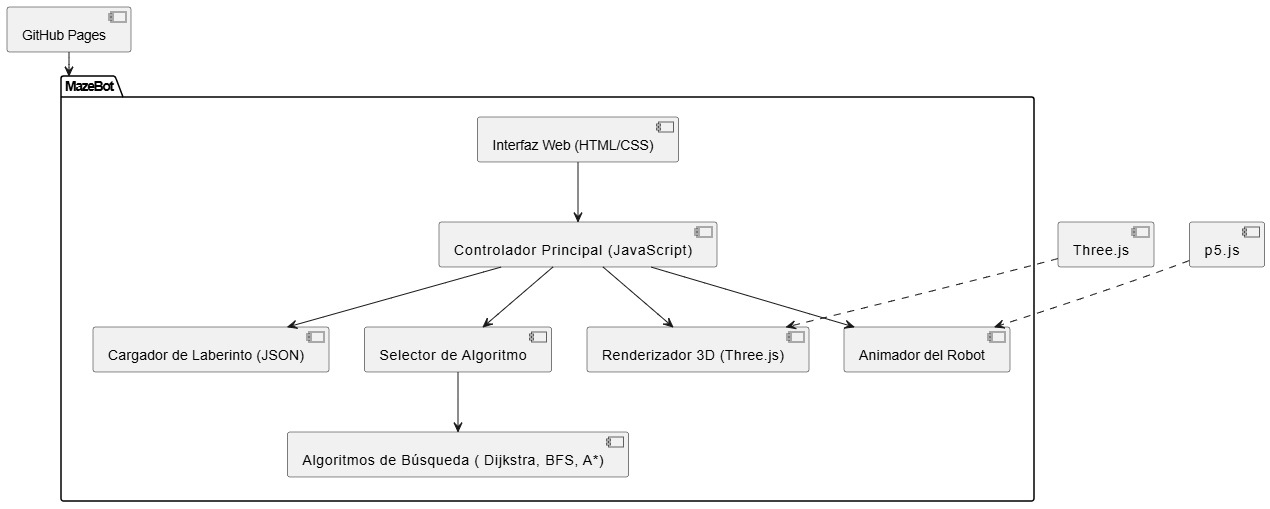 GitHub Pages
MazeBot
Interfaz Web (HTML/CSS)
Controlador Principal (JavaScript)
Three.js
p5.js
Cargador de Laberinto (JSON)
Selector de Algoritmo
Renderizador 3D (Three.js)
Animador del Robot
Algoritmos de Búsqueda ( Dijkstra, BFS, A*)